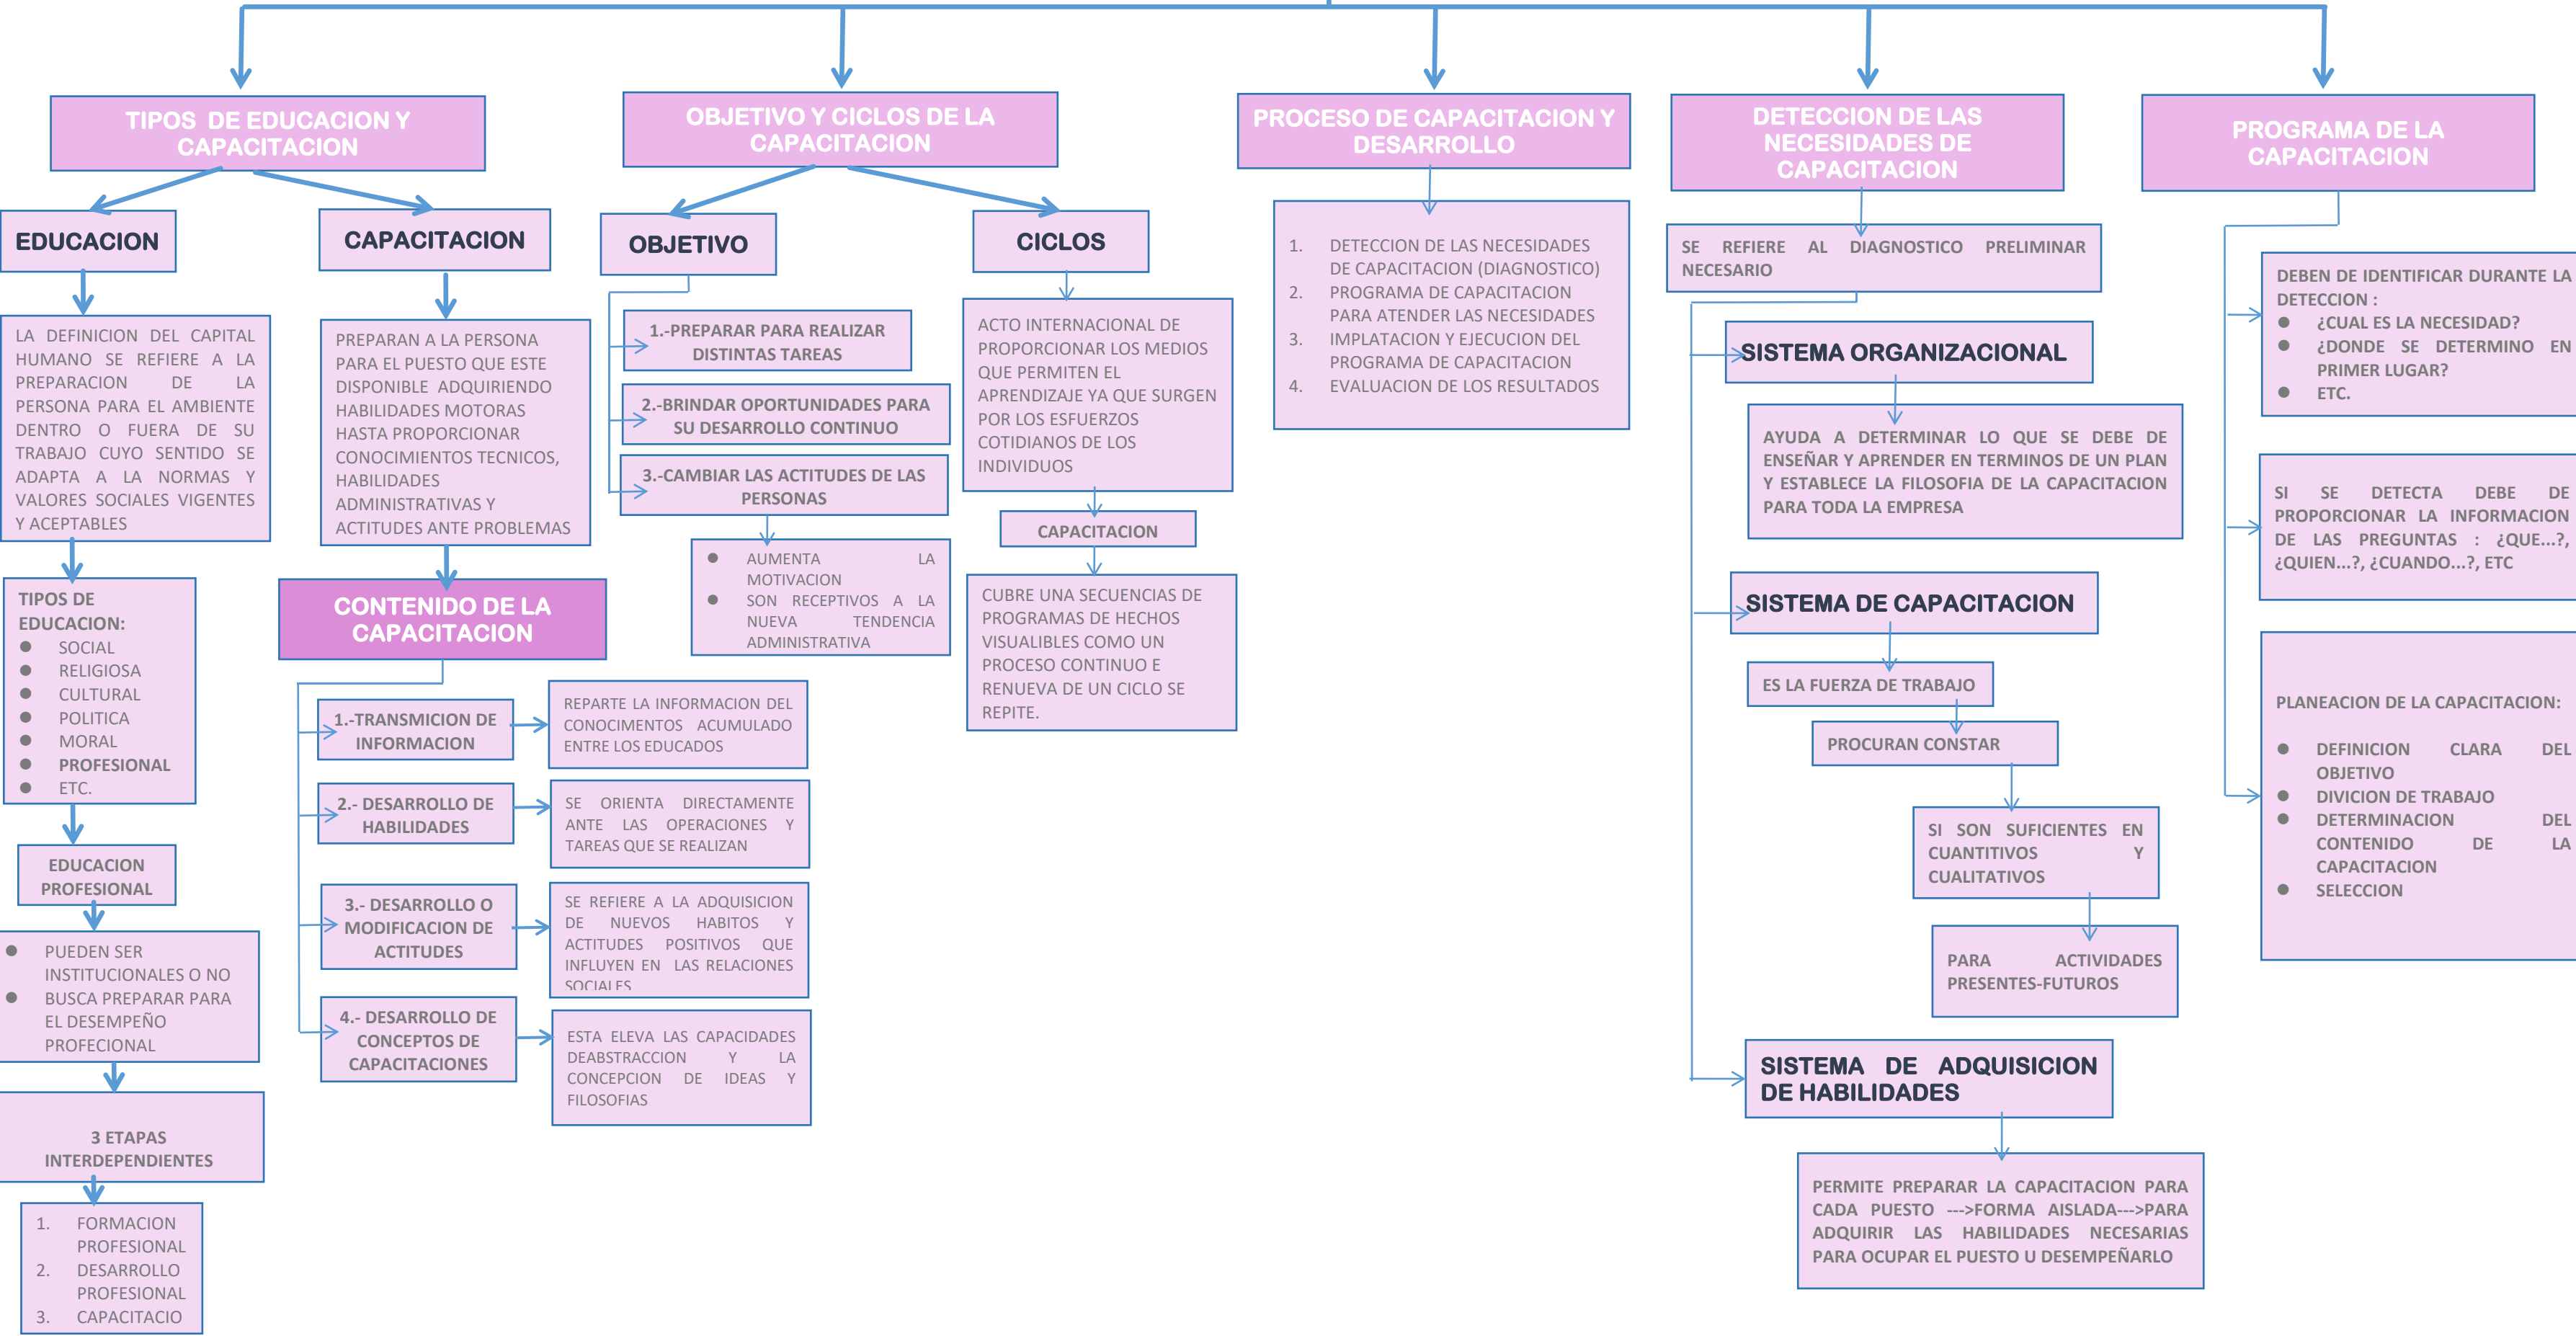 TIPOS DE EDUCACION Y
CAPACITACION
EDUCACION
LA DEFINICION DEL CAPITAL
HUMANO SE REFIERE A LA
PREPARACION DE LA
PERSONA PARA EL AMBIENTE
DENTRO O FUERA DE SU
TRABAJO CUYO SENTIDO SE
ADAPTA A LA NORMAS Y
VALORES SOCIALES VIGENTES
Y ACEPTABLES
TIPOS DE
EDUCACION:
● SOCIAL
● RELIGIOSA
● CULTURAL
● POLITICA
● MORAL
● PROFESIONAL
● ETC.
EDUCACION
PROFESIONAL
● PUEDEN SER
INSTITUCIONALES O NO
● BUSCA PREPARAR PARA
EL DESEMPEÑO
PROFECIONAL
3 ETAPAS
INTERDEPENDIENTES
1. FORMACION
PROFESIONAL
2. DESARROLLO
PROFESIONAL
3. CAPACITACIO
CAPACITACION
PREPARAN A LA PERSONA
PARA EL PUESTO QUE ESTE
DISPONIBLE ADQUIRIENDO
HABILIDADES MOTORAS
HASTA PROPORCIONAR
CONOCIMIENTOS TECNICOS,
HABILIDADES
ADMINISTRATIVAS Y
ACTITUDES ANTE PROBLEMAS
CONTENIDO DE LA
CAPACITACION
1.-TRANSMICION DE
INFORMACION
REPARTE LA INFORMACION DEL
CONOCIMENTOS ACUMULADO
ENTRE LOS EDUCADOS
2.- DESARROLLO DE
HABILIDADES
SE ORIENTA DIRECTAMENTE
ANTE LAS OPERACIONES Y
TAREAS QUE SE REALIZAN
3.- DESARROLLO O
MODIFICACION DE
ACTITUDES
SE REFIERE A LA ADQUISICION
DE NUEVOS HABITOS Y
ACTITUDES POSITIVOS QUE
INFLUYEN EN LAS RELACIONES
SOCIALES
4.- DESARROLLO DE
CONCEPTOS DE
CAPACITACIONES
ESTA ELEVA LAS CAPACIDADES
DEABSTRACCION Y LA
CONCEPCION DE IDEAS Y
FILOSOFIAS
OBJETIVO Y CICLOS DE LA
CAPACITACION
OBJETIVO
1.-PREPARAR PARA REALIZAR
DISTINTAS TAREAS
2.-BRINDAR OPORTUNIDADES PARA
SU DESARROLLO CONTINUO
3.-CAMBIAR LAS ACTITUDES DE LAS
PERSONAS
● AUMENTA LA
MOTIVACION
● SON RECEPTIVOS A LA
NUEVA TENDENCIA
ADMINISTRATIVA
CICLOS
ACTO INTERNACIONAL DE
PROPORCIONAR LOS MEDIOS
QUE PERMITEN EL
APRENDIZAJE YA QUE SURGEN
POR LOS ESFUERZOS
COTIDIANOS DE LOS
INDIVIDUOS
CAPACITACION
CUBRE UNA SECUENCIAS DE
PROGRAMAS DE HECHOS
VISUALIBLES COMO UN
PROCESO CONTINUO E
RENUEVA DE UN CICLO SE
REPITE.
PROCESO DE CAPACITACION Y
DESARROLLO
1. DETECCION DE LAS NECESIDADES
DE CAPACITACION (DIAGNOSTICO)
2. PROGRAMA DE CAPACITACION
PARA ATENDER LAS NECESIDADES
3. IMPLATACION Y EJECUCION DEL
PROGRAMA DE CAPACITACION
4. EVALUACION DE LOS RESULTADOS
DETECCION DE LAS
NECESIDADES DE
CAPACITACION
SE REFIERE AL DIAGNOSTICO PRELIMINAR
NECESARIO
SISTEMA ORGANIZACIONAL
AYUDA A DETERMINAR LO QUE SE DEBE DE
ENSEÑAR Y APRENDER EN TERMINOS DE UN PLAN
Y ESTABLECE LA FILOSOFIA DE LA CAPACITACION
PARA TODA LA EMPRESA
SISTEMA DE CAPACITACION
ES LA FUERZA DE TRABAJO
PROCURAN CONSTAR
SI SON SUFICIENTES EN
CUANTITIVOS Y
CUALITATIVOS
PARA ACTIVIDADES
PRESENTES-FUTUROS
SISTEMA DE ADQUISICION
DE HABILIDADES
PERMITE PREPARAR LA CAPACITACION PARA
CADA PUESTO --->FORMA AISLADA--->PARA
ADQUIRIR LAS HABILIDADES NECESARIAS
PARA OCUPAR EL PUESTO U DESEMPEÑARLO
PROGRAMA DE LA
CAPACITACION
DEBEN DE IDENTIFICAR DURANTE LA
DETECCION :
● ¿CUAL ES LA NECESIDAD?
● ¿DONDE SE DETERMINO EN
PRIMER LUGAR?
● ETC.
SI SE DETECTA DEBE DE
PROPORCIONAR LA INFORMACION
DE LAS PREGUNTAS : ¿QUE...?,
¿QUIEN...?, ¿CUANDO...?, ETC
PLANEACION DE LA CAPACITACION:
● DEFINICION CLARA DEL
OBJETIVO
● DIVICION DE TRABAJO
● DETERMINACION DEL
CONTENIDO DE LA
CAPACITACION
● SELECCION